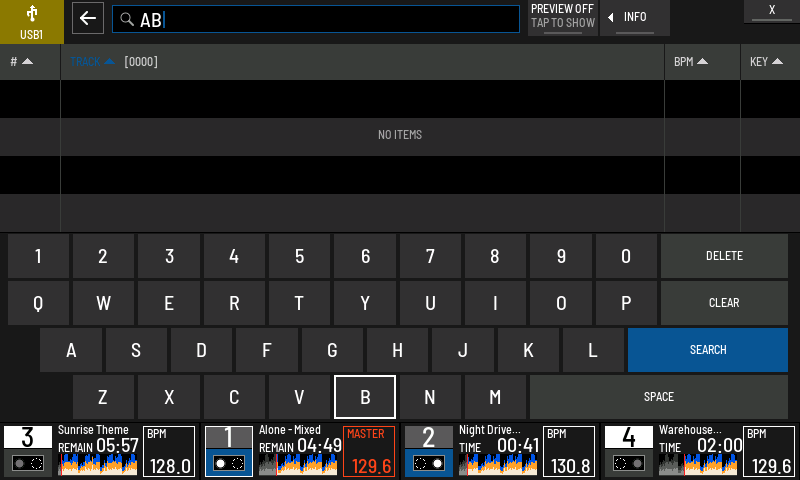 USB1
AB
PREVIEW OFF
TAP TO SHOW
INFO
X
#
TRACK [0000]
BPM
KEY
NO ITEMS
1 2 3 4 5 6 7 8 9 0 DELETE
Q W E R T Y U I O P CLEAR
A S D F G H J K L SEARCH
Z X C V B N M SPACE
3
Sunrise Theme
REMAIN 05:57
BPM
128.0
1
Alone - Mixed
REMAIN 04:49
MASTER
129.6
2
Night Drive...
TIME 00:41
BPM
130.8
4
Warehouse...
TIME 02:00
BPM
129.6